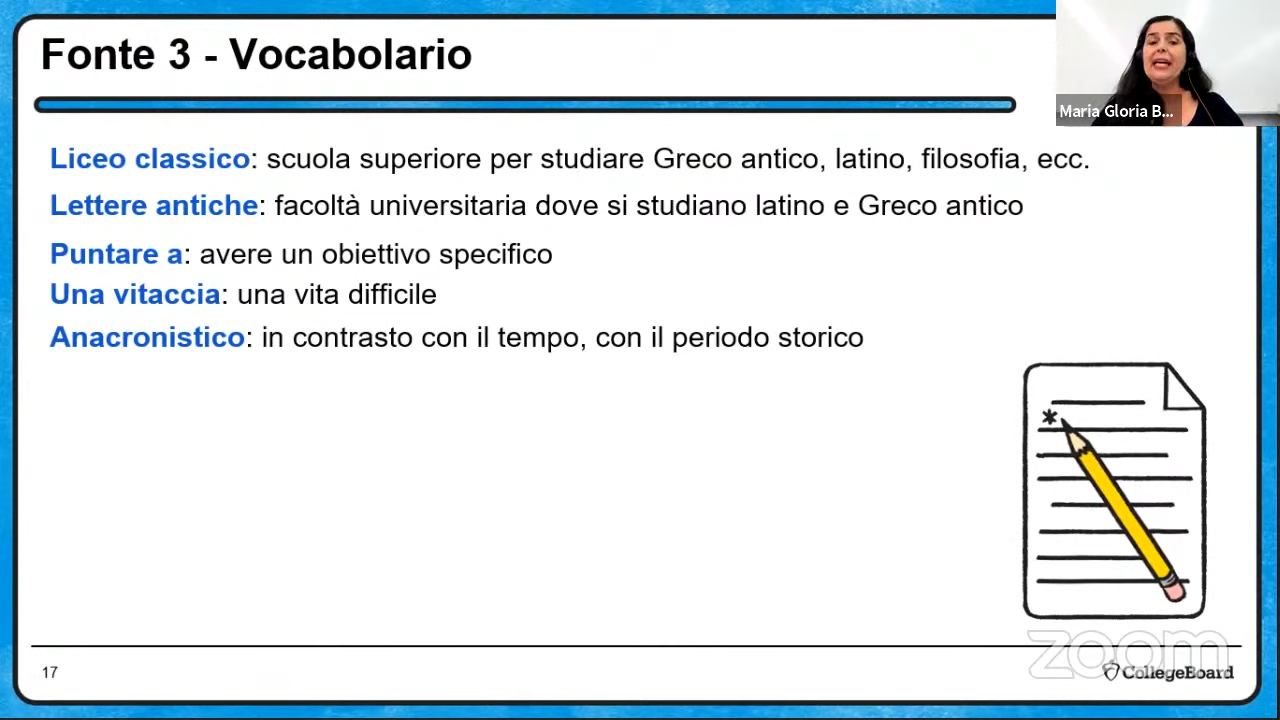 Fonte 3 - Vocabolario
Maria Gloria B...
Liceo classico: scuola superiore per studiare Greco antico, latino, filosofia, ecc.
Lettere antiche: facoltà universitaria dove si studiano latino e Greco antico
Puntare a: avere un obiettivo specifico
Una vitaccia: una vita difficile
Anacronistico: in contrasto con il tempo, con il periodo storico
*
zoom
17
CollegeBoard